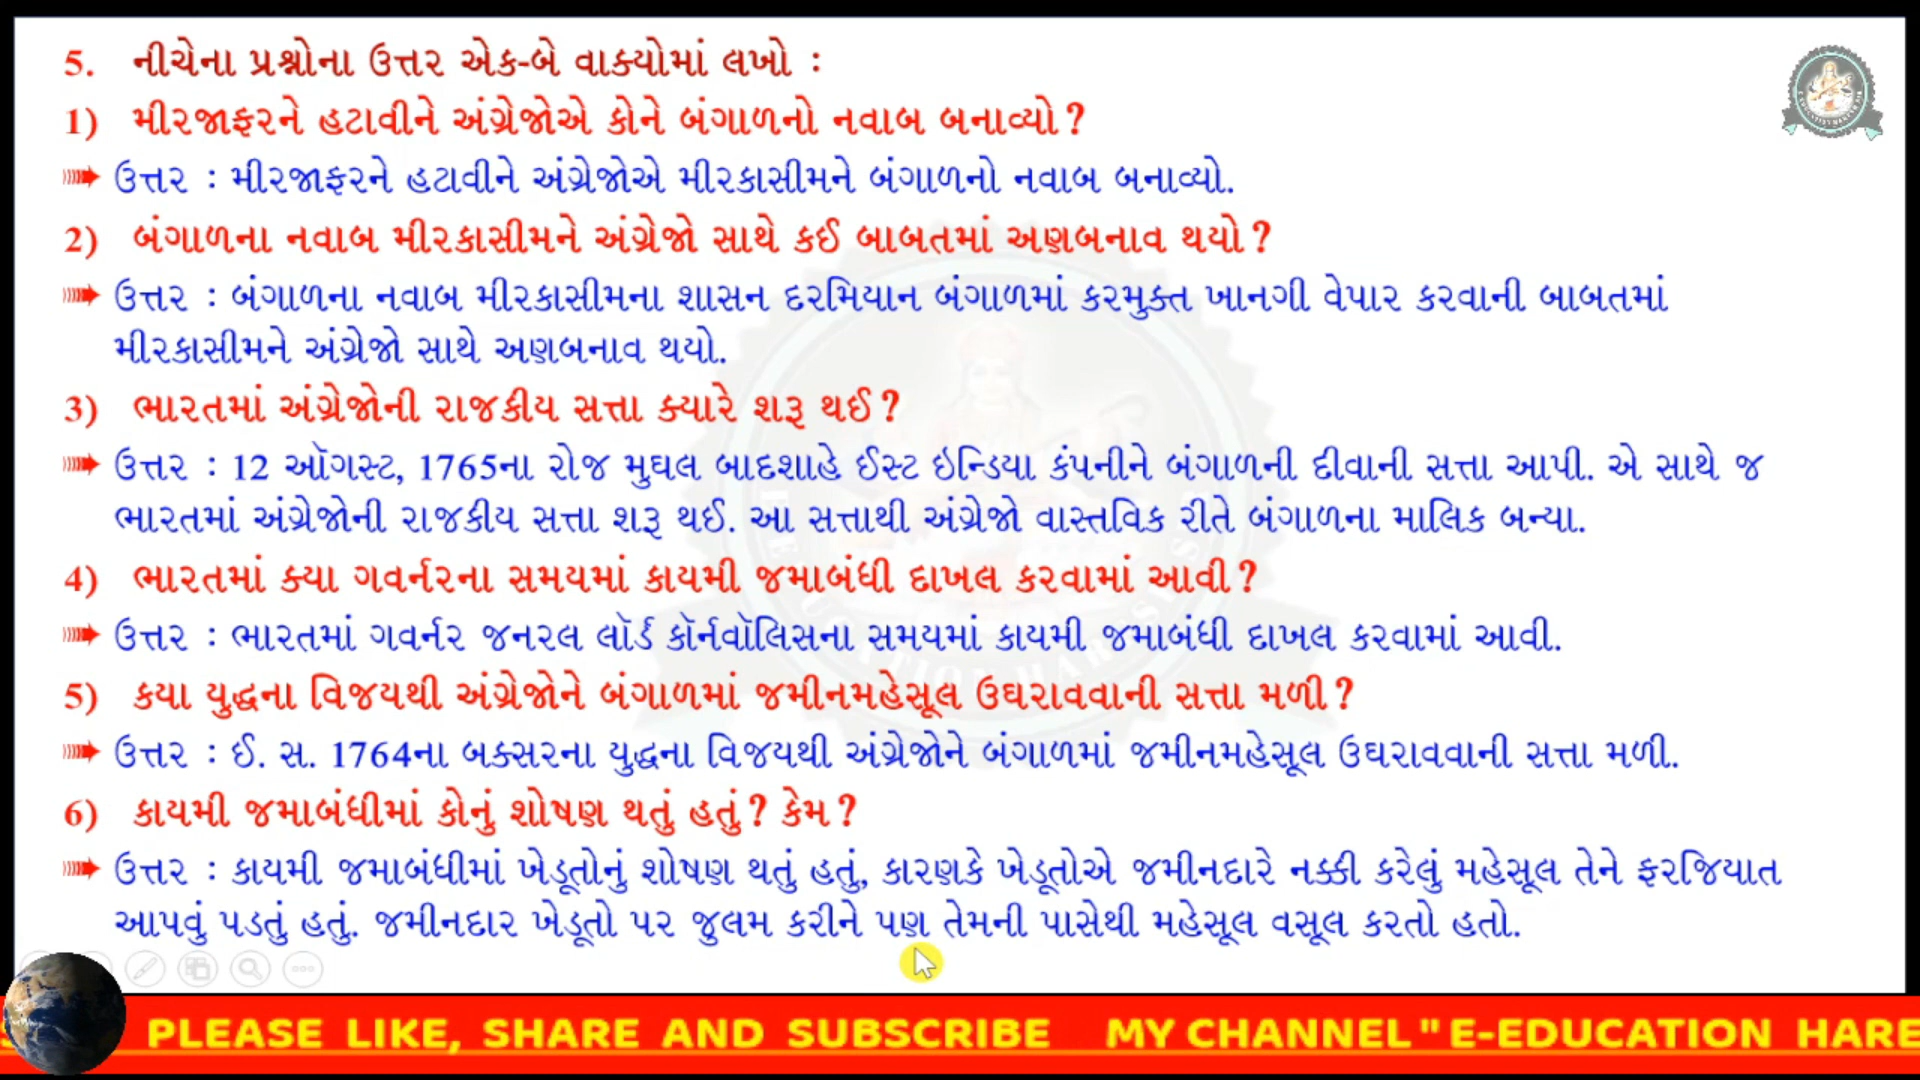 5. નીચેના પ્રશ્નોના ઉત્તર એક-બે વાક્યોમાં લખો :
1) મીરજાફરને હટાવીને અંગ્રેજોએ કોને બંગાળનો નવાબ બનાવ્યો?
ઉત્તર : મીરજાફરને હટાવીને અંગ્રેજોએ મીરકાસીમને બંગાળનો નવાબ બનાવ્યો.
2) બંગાળના નવાબ મીરકાસીમને અંગ્રેજો સાથે કઈ બાબતમાં અણબનાવ થયો?
ઉત્તર : બંગાળના નવાબ મીરકાસીમના શાસન દરમિયાન બંગાળમાં કરમુક્ત ખાનગી વેપાર કરવાની બાબતમાં
મીરકાસીમને અંગ્રેજો સાથે અણબનાવ થયો.
3) ભારતમાં અંગ્રેજોની રાજકીય સત્તા ક્યારે શરૂ થઈ?
ઉત્તર : 12 ઑગસ્ટ, 1765ના રોજ મુઘલ બાદશાહે ઈસ્ટ ઇન્ડિયા કંપનીને બંગાળની દીવાની સત્તા આપી. એ સાથે જ
ભારતમાં અંગ્રેજોની રાજકીય સત્તા શરૂ થઈ. આ સત્તાથી અંગ્રેજો વાસ્તવિક રીતે બંગાળના માલિક બન્યા.
4) ભારતમાં ક્યા ગવર્નરના સમયમાં કાયમી જમાબંધી દાખલ કરવામાં આવી?
ઉત્તર : ભારતમાં ગવર્નર જનરલ લૉર્ડ કૉર્નવૉલિસના સમયમાં કાયમી જમાબંધી દાખલ કરવામાં આવી.
5) કયા યુદ્ધના વિજયથી અંગ્રેજોને બંગાળમાં જમીનમહેસૂલ ઉઘરાવવાની સત્તા મળી?
ઉત્તર : ઈ. સ. 1764ના બક્સરના યુદ્ધના વિજયથી અંગ્રેજોને બંગાળમાં જમીનમહેસૂલ ઉઘરાવવાની સત્તા મળી.
6) કાયમી જમાબંધીમાં કોનું શોષણ થતું હતું? કેમ?
ઉત્તર : કાયમી જમાબંધીમાં ખેડૂતોનું શોષણ થતું હતું, કારણકે ખેડૂતોએ જમીનદારે નક્કી કરેલું મહેસૂલ તેને ફરજિયાત
આપવું પડતું હતું. જમીનદાર ખેડૂતો પર જુલમ કરીને પણ તેમની પાસેથી મહેસૂલ વસૂલ કરતો હતો.
PLEASE LIKE, SHARE AND SUBSCRIBE MY CHANNEL "E-EDUCATION HARE